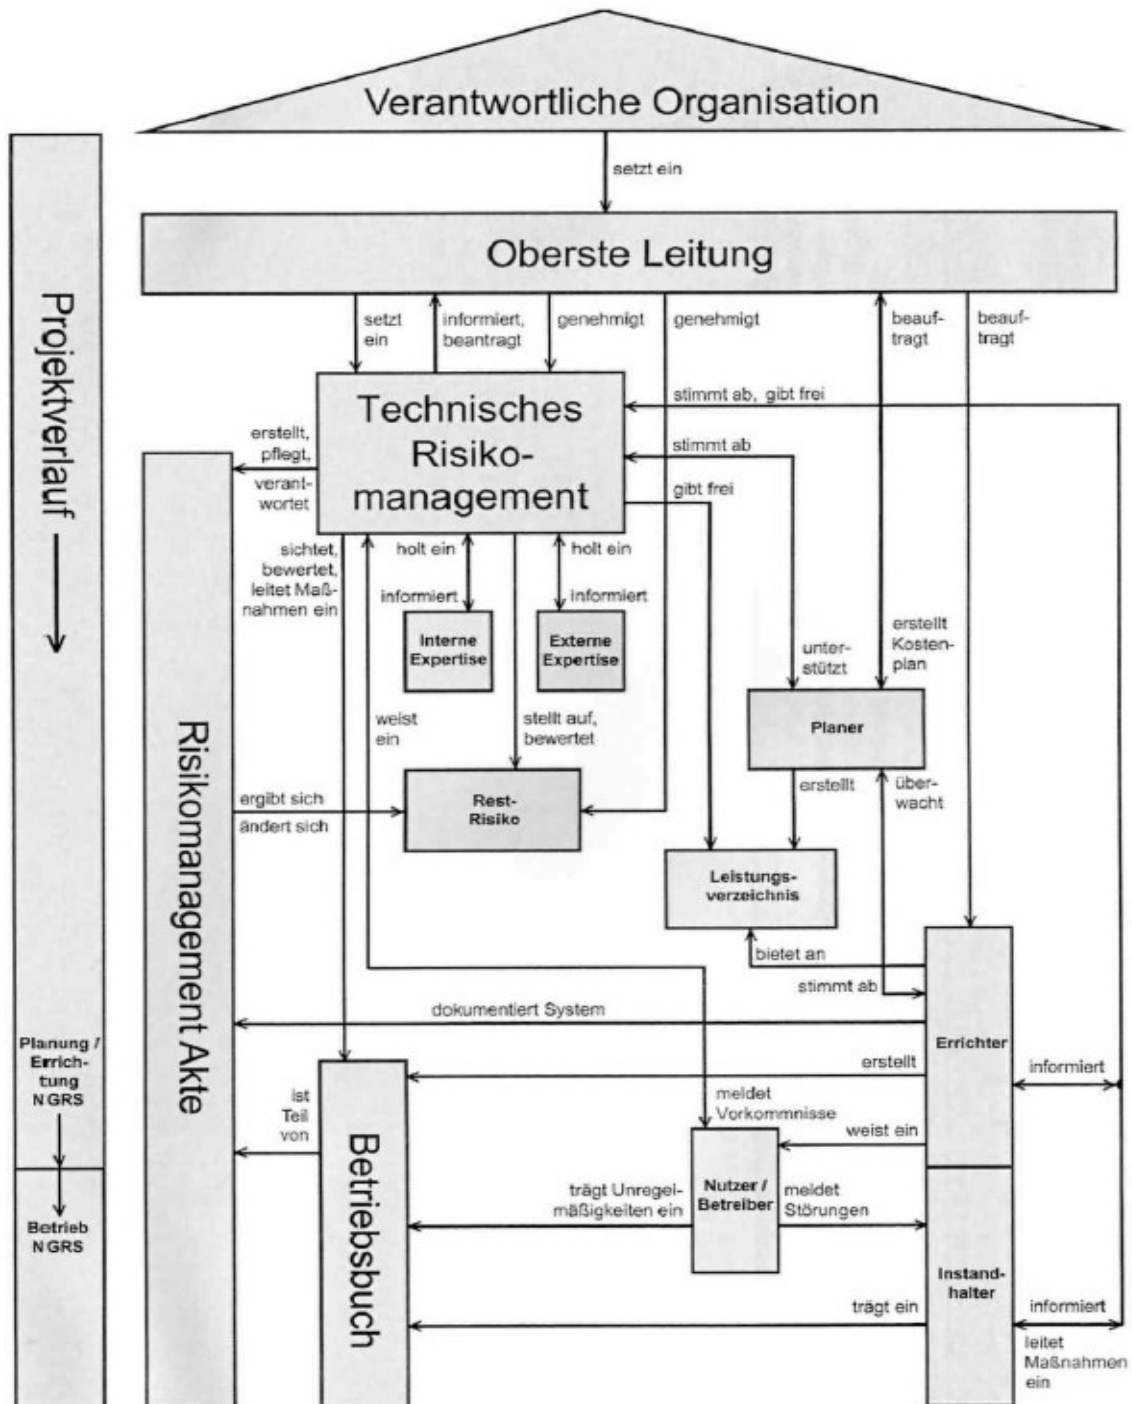 Verantwortliche Organisation
setzt ein
Oberste Leitung
setzt
ein
informiert,
beantragt
genehmigt
genehmigt
beauf-
tragt
beauf-
tragt
Projektverlauf
Technisches
Risiko-
management
stimmt ab, gibt frei
stimmt ab
gibt frei
erstellt,
pflegt,
verant-
wortet
sichtet,
bewertet,
leitet Maß-
nahmen ein
holt ein
informiert
holt ein
informiert
Interne
Expertise
Externe
Expertise
unter-
stützt
erstellt
Kosten-
plan
Planer
weist
ein
stellt auf,
bewertet
Risikomanagement Akte
ergibt sich
ändert sich
Rest-
Risiko
erstellt
über-
wacht
Leistungs-
verzeichnis
bietet an
stimmt ab
dokumentiert System
Errichter
Planung /
Errich-
tung
NGRS
erstellt
informiert
ist
Teil
von
Betriebsbuch
meldet
Vorkommnisse
weist ein
Nutzer /
Betreiber
trägt Unregel-
mäßigkeiten ein
meldet
Störungen
Betrieb
NGRS
Instand-
halter
trägt ein
informiert
leitet
Maßnahmen
ein